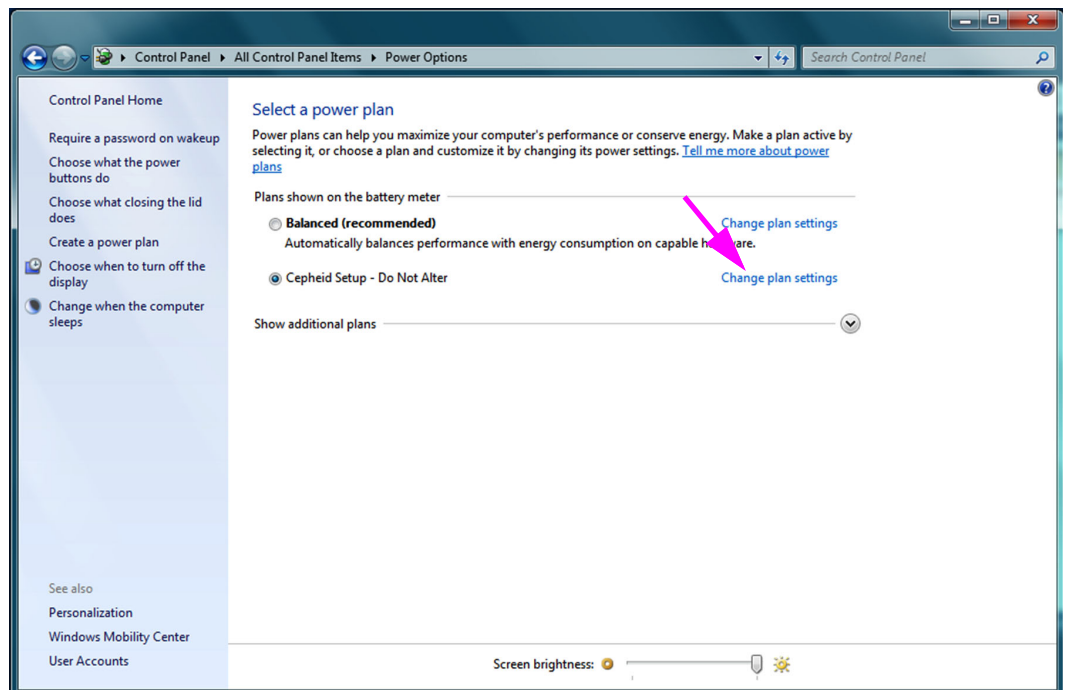 Control Panel ▸ All Control Panel Items ▸ Power Options
Search Control Panel
Control Panel Home
Require a password on wakeup
Choose what the power
buttons do
Choose what closing the lid
does
Create a power plan
Choose when to turn off the
display
Change when the computer
sleeps
See also
Personalization
Windows Mobility Center
User Accounts
Select a power plan
Power plans can help you maximize your computer's performance or conserve energy. Make a plan active by
selecting it, or choose a plan and customize it by changing its power settings. Tell me more about power
plans
Plans shown on the battery meter
Balanced (recommended) Change plan settings
Automatically balances performance with energy consumption on capable
Cepheid Setup - Do Not Alter Change plan settings
Show additional plans
Screen brightness: